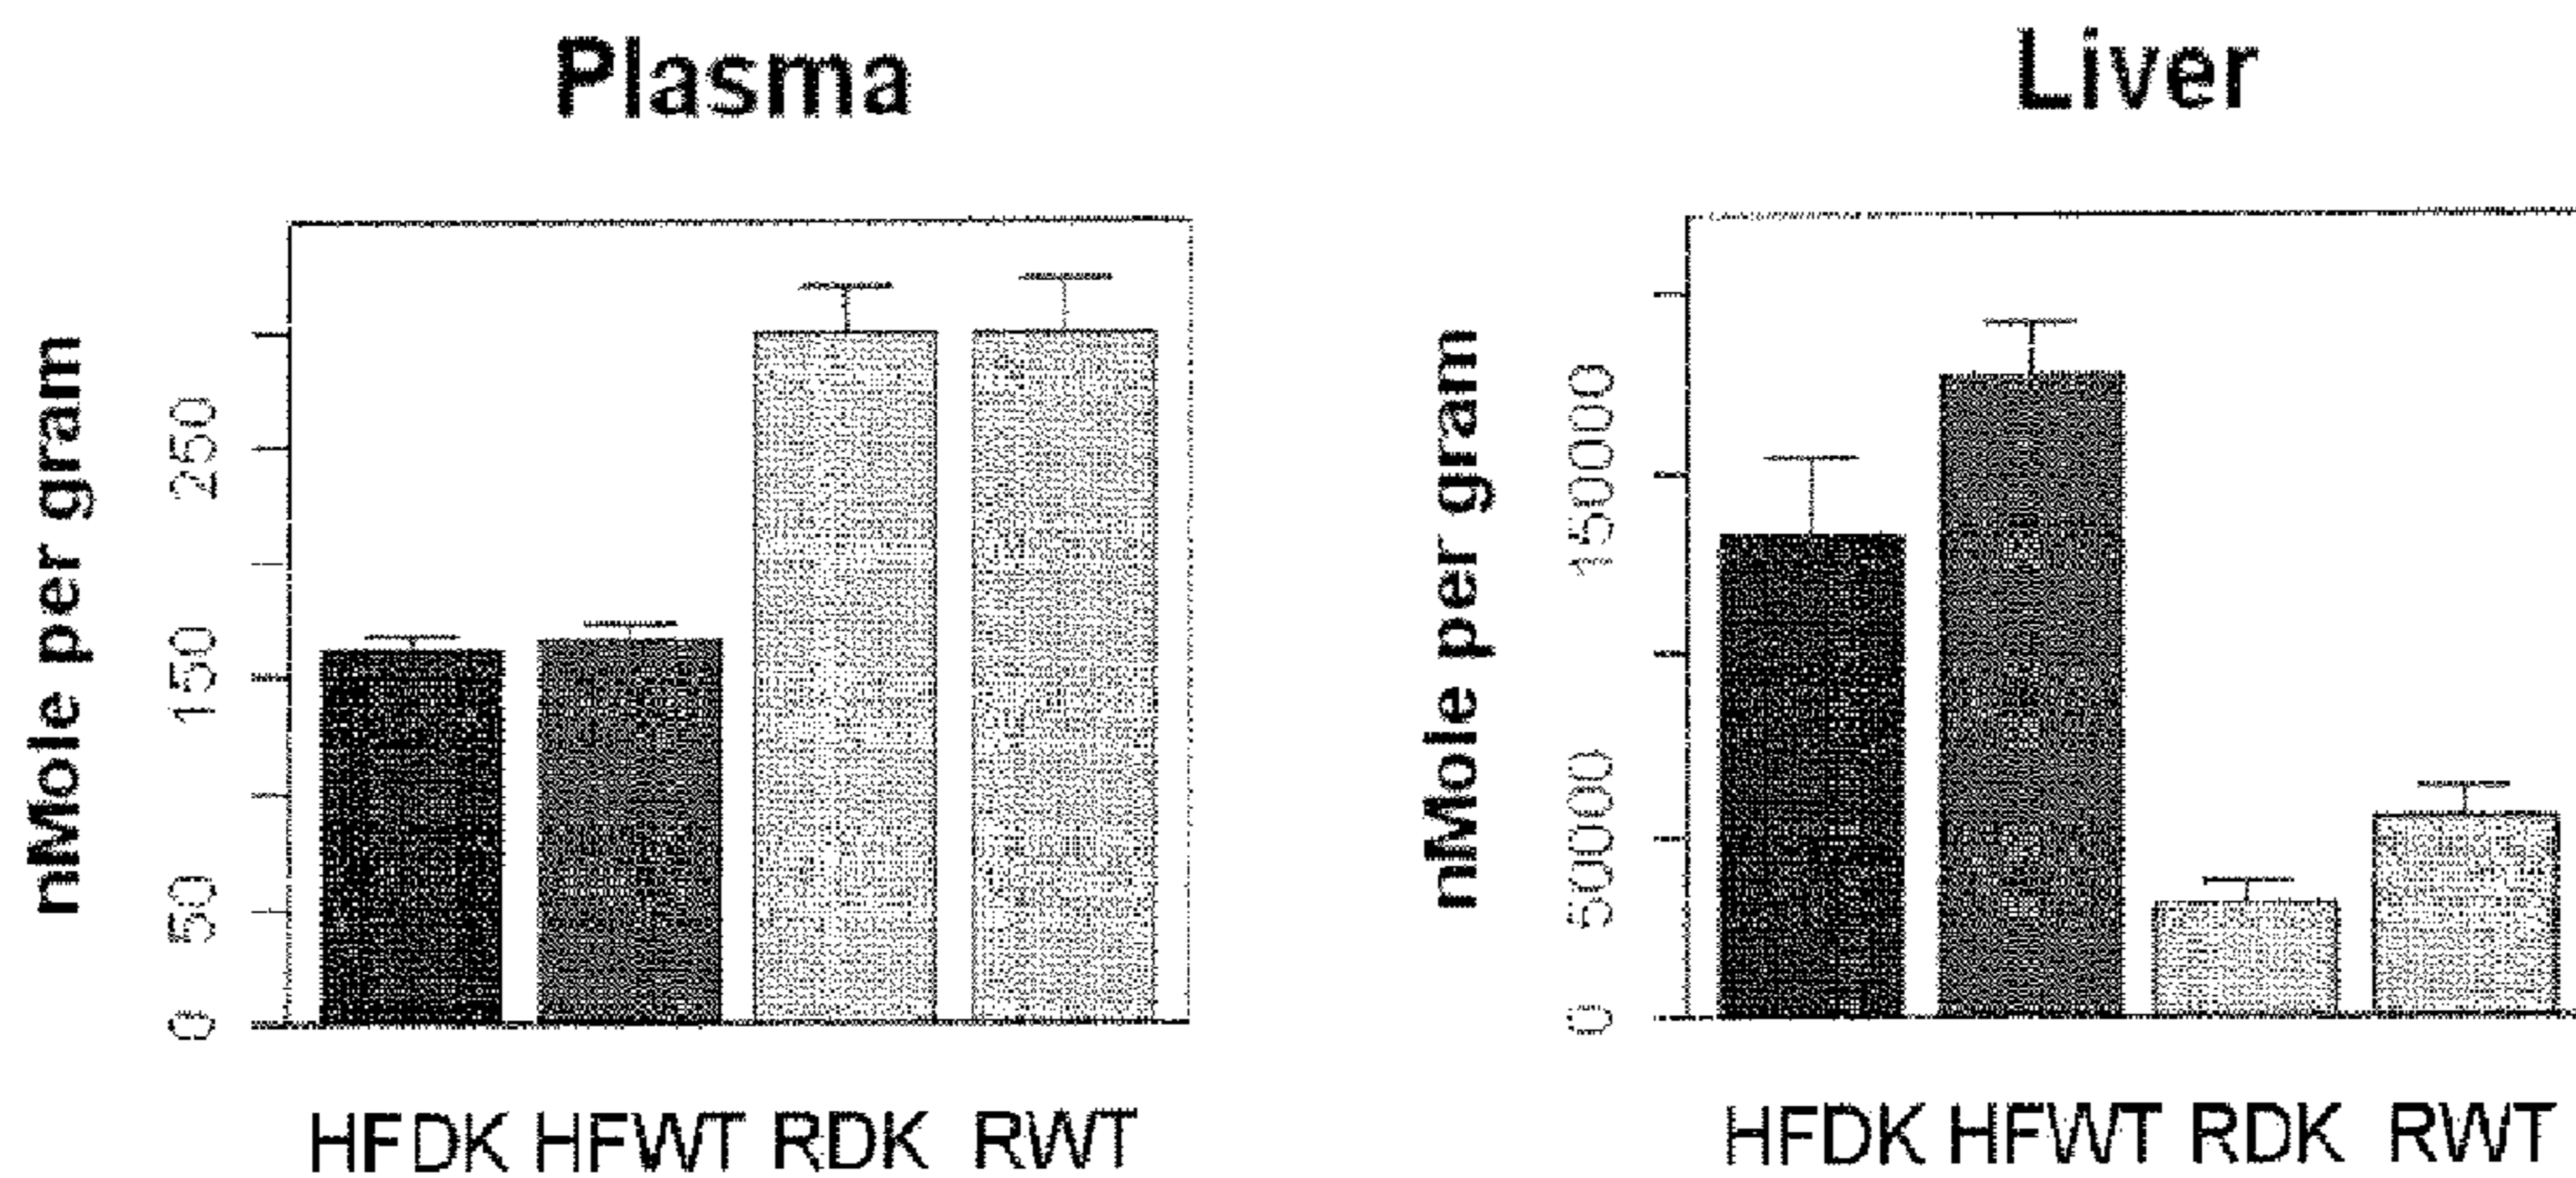 Plasma
nMole per gram
250
150
50
0
HFDK HFWT RDK RWT
Liver
nMole per gram
150000
50000
0
HFDK HFWT RDK RWT